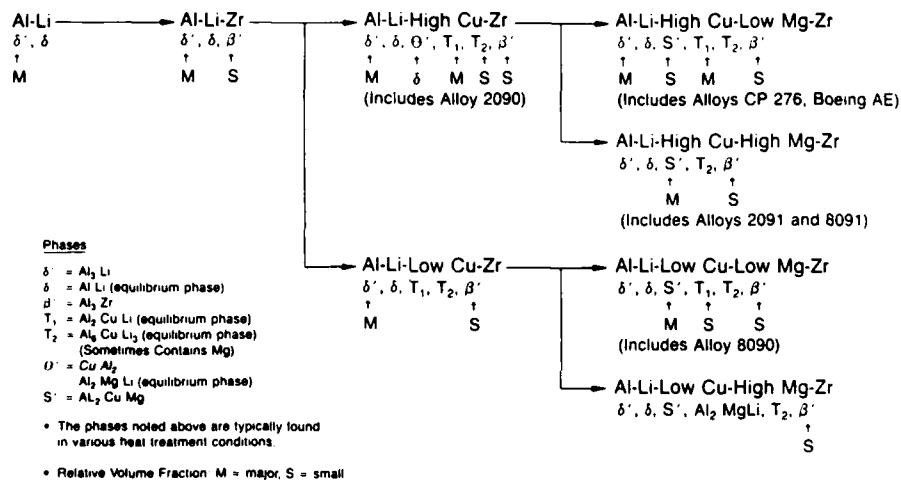 Al-Li
δ′, δ
↑
M
Al-Li-Zr
δ′, δ, β′
↑ ↑
M S
Al-Li-High Cu-Zr
δ′, δ, Θ′, T₁, T₂, β′
↑ ↑ ↑ ↑ ↑
M δ M S S
(Includes Alloy 2090)
Al-Li-High Cu-Low Mg-Zr
δ′, δ, S′, T₁, T₂, β′
↑ ↑ ↑ ↑
M S M S
(Includes Alloys CP 276, Boeing AE)
Al-Li-High Cu-High Mg-Zr
δ′, δ, S′, T₂, β′
↑ ↑
M S
(Includes Alloys 2091 and 8091)
Al-Li-Low Cu-Zr
δ′, δ, T₁, T₂, β′
↑ ↑
M S
Al-Li-Low Cu-Low Mg-Zr
δ′, δ, S′, T₁, T₂, β′
↑ ↑ ↑
M S S
(Includes Alloy 8090)
Al-Li-Low Cu-High Mg-Zr
δ′, δ, S′, Al₂ MgLi, T₂, β′
↑
S
Phases
δ′ = Al₃ Li
δ = Al Li (equilibrium phase)
β′ = Al₃ Zr
T₁ = Al₂ Cu Li (equilibrium phase)
T₂ = Al₆ Cu Li₃ (equilibrium phase)
(Sometimes Contains Mg)
Θ′ = Cu Al₂
Al₂ Mg Li (equilibrium phase)
S′ = AL₂ Cu Mg
• The phases noted above are typically found
in various heat treatment conditions.
• Relative Volume Fraction M = major, S = small